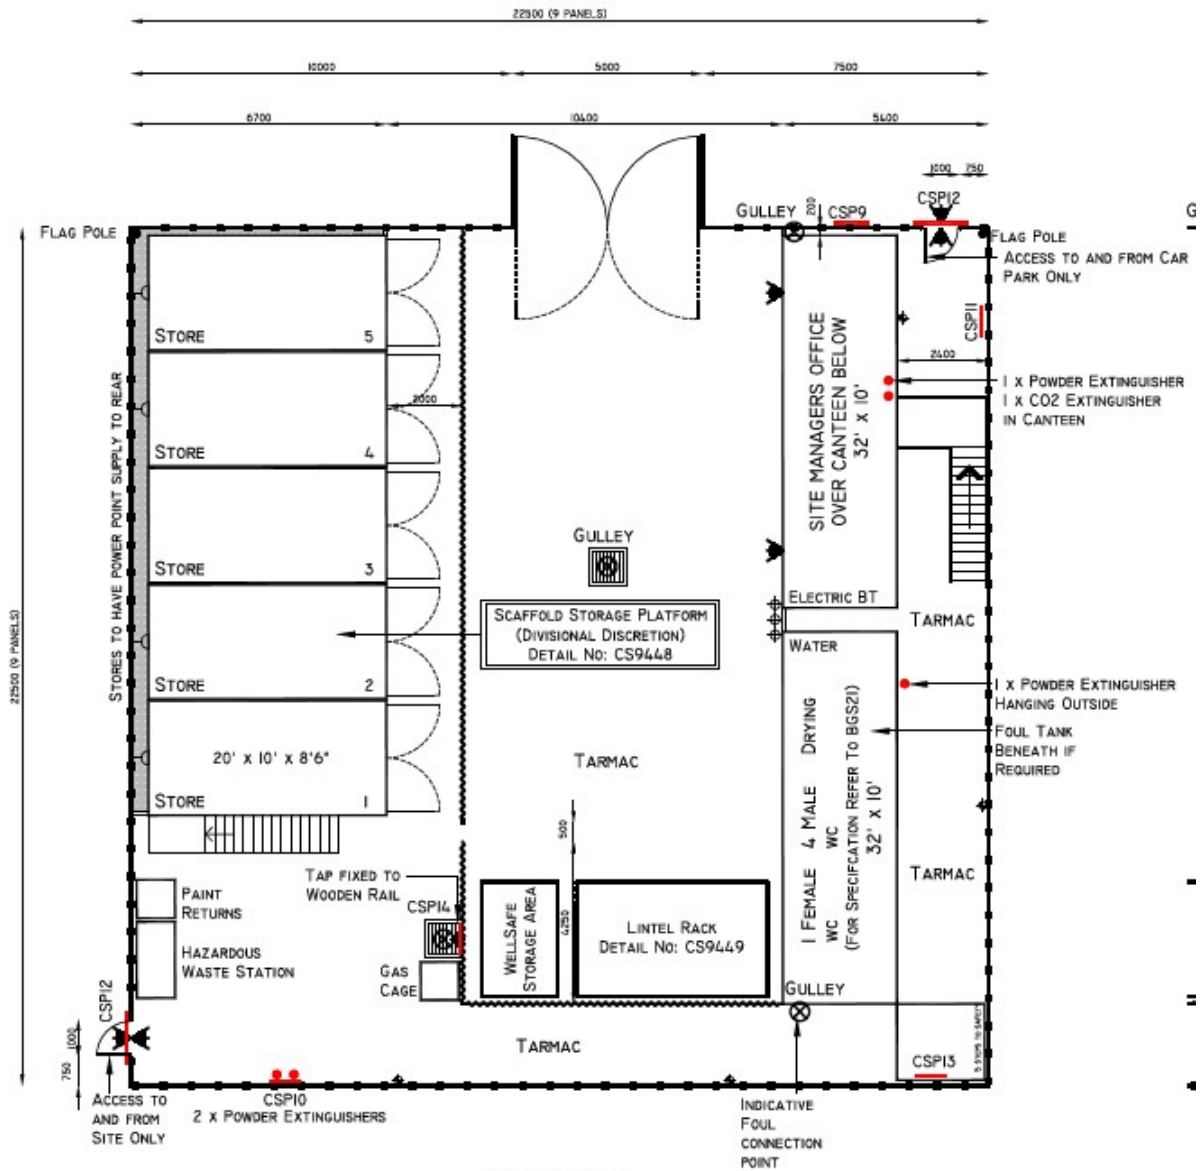 22500 (9 PANELS)
10000
5000
7500
6700
10400
5400
1000
750
CSP12
GULLEY
200
CSP9
FLAG POLE
FLAG POLE
ACCESS TO AND FROM CAR
PARK ONLY
CSP11
2400
STORE 5
2000
STORE 4
STORE 3
STORE 2
20' X 10' X 8'6"
STORE 1
STORES TO HAVE POWER POINT SUPPLY TO REAR
22500 (9 PANELS)
SITE MANAGERS OFFICE
OVER CANTEEN BELOW
32' X 10'
1 X POWDER EXTINGUISHER
1 X CO2 EXTINGUISHER
IN CANTEEN
GULLEY
SCAFFOLD STORAGE PLATFORM
(DIVISIONAL DISCRETION)
DETAIL NO: CS9448
ELECTRIC BT
WATER
TARMAC
1 X POWDER EXTINGUISHER
HANGING OUTSIDE
FOUL TANK
BENEATH IF
REQUIRED
TARMAC
1 FEMALE 4 MALE DRYING
WC WC
(FOR SPECIFCATION REFER TO BGS21)
32' X 10'
TARMAC
500
4250
TAP FIXED TO
WOODEN RAIL
CSP14
PAINT
RETURNS
HAZARDOUS
WASTE STATION
GAS
CAGE
WELLSAFE
STORAGE AREA
LINTEL RACK
DETAIL NO: CS9449
GULLEY
CSP12
1000
750
TARMAC
CSP13
ACCESS TO
AND FROM
SITE ONLY
CSP10
2 X POWDER EXTINGUISHERS
INDICATIVE
FOUL
CONNECTION
POINT
G